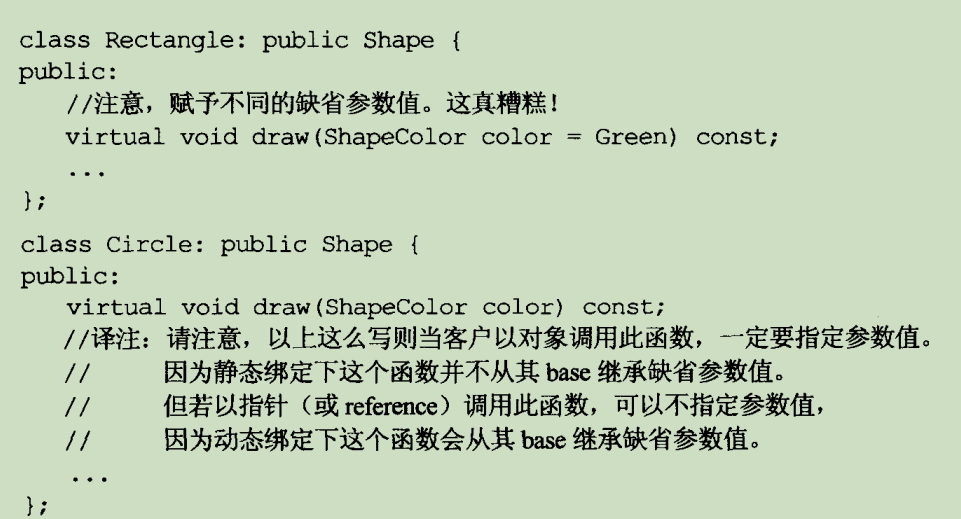 class Rectangle: public Shape {
public:
//注意，赋予不同的缺省参数值。这真糟糕！
virtual void draw(ShapeColor color = Green) const;
...
};
class Circle: public Shape {
public:
virtual void draw(ShapeColor color) const;
//译注：请注意，以上这么写则当客户以对象调用此函数，一定要指定参数值。
// 因为静态绑定下这个函数并不从其 base 继承缺省参数值。
// 但若以指针（或 reference）调用此函数，可以不指定参数值，
// 因为动态绑定下这个函数会从其 base 继承缺省参数值。
...
};